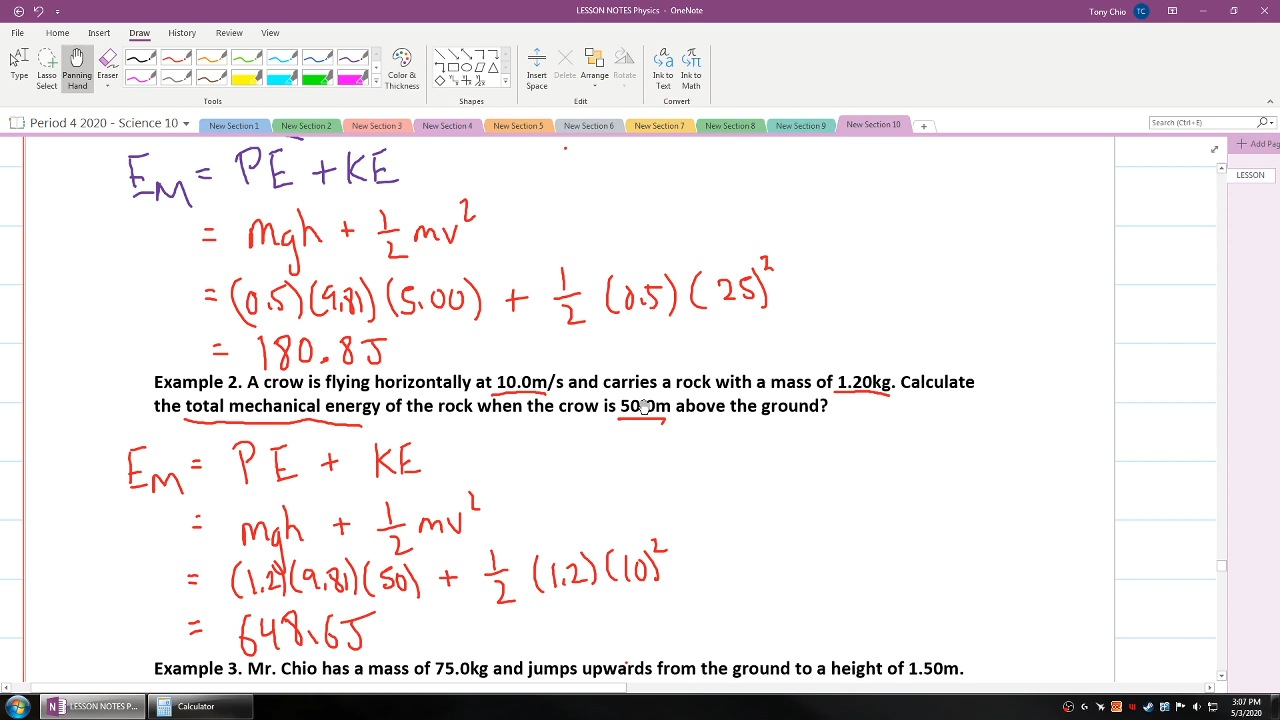 LESSON NOTES Physics - OneNote
Tony Chio TC
File Home Insert Draw History Review View
Type Lasso Select Panning Hand Eraser Color & Thickness Insert Space Delete Arrange Rotate Ink to Text Ink to Math
Tools Shapes Edit Convert
Period 4 2020 - Science 10 New Section 1 New Section 2 New Section 3 New Section 4 New Section 5 New Section 6 New Section 7 New Section 8 New Section 9 New Section 10 Search (Ctrl+E)
Add Pag
LESSON
E_M = PE + KE
= mgh + 1/2 mv²
= (0.5)(9.81)(5.00) + 1/2 (0.5)(25)²
= 180.8J
Example 2. A crow is flying horizontally at 10.0m/s and carries a rock with a mass of 1.20kg. Calculate
the total mechanical energy of the rock when the crow is 50.0m above the ground?
E_M = PE + KE
= mgh + 1/2 mv²
= (1.2)(9.81)(50) + 1/2 (1.2)(10)²
= 648.6J
Example 3. Mr. Chio has a mass of 75.0kg and jumps upwards from the ground to a height of 1.50m.
LESSON NOTES P... Calculator
3:07 PM
5/3/2020